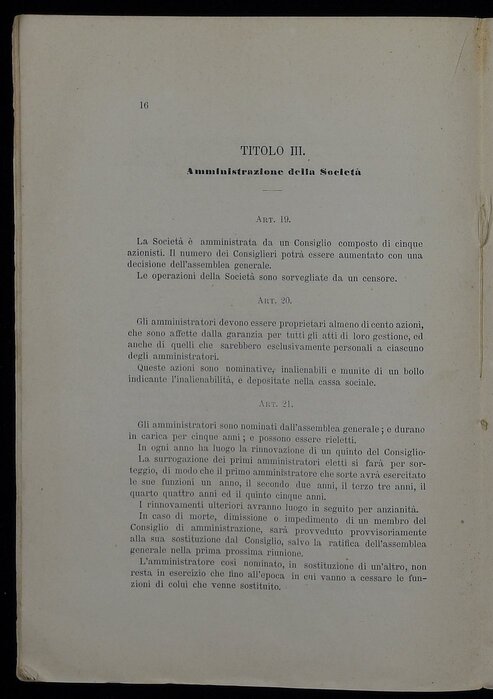 16
TITOLO III.
Amministrazione della Società
ART. 19.
La Società è amministrata da un Consiglio composto di cinque
azionisti. Il numero dei Consiglieri potrà essere aumentato con una
decisione dell'assemblea generale.
Le operazioni della Società sono sorvegliate da un censore.
ART. 20.
Gli amministratori devono essere proprietari almeno di cento azioni,
che sono affette dalla garanzia per tutti gli atti di loro gestione, ed
anche di quelli che sarebbero esclusivamente personali a ciascuno
degli amministratori.
Queste azioni sono nominative, inalienabili e munite di un bollo
indicante l'inalienabilità, e depositate nella cassa sociale.
ART. 21.
Gli amministratori sono nominati dall'assemblea generale; e durano
in carica per cinque anni; e possono essere rieletti.
In ogni anno ha luogo la rinnovazione di un quinto del Consiglio-
La surrogazione dei primi amministratori eletti si farà per sor-
teggio, di modo che il primo amministratore che sorte avrà esercitato
le sue funzioni un anno, il secondo due anni, il terzo tre anni, il
quarto quattro anni ed il quinto cinque anni.
I rinnovamenti ulteriori avranno luogo in seguito per anzianità.
In caso di morte, dimissione o impedimento di un membro del
Consiglio di amministrazione, sarà provveduto provvisoriamente
alla sua sostituzione dal Consiglio, salvo la ratifica dell'assemblea
generale nella prima prossima riunione.
L'amministratore così nominato, in sostituzione di un'altro, non
resta in esercizio che fino all'epoca in cui vanno a cessare le fun-
zioni di colui che venne sostituito.